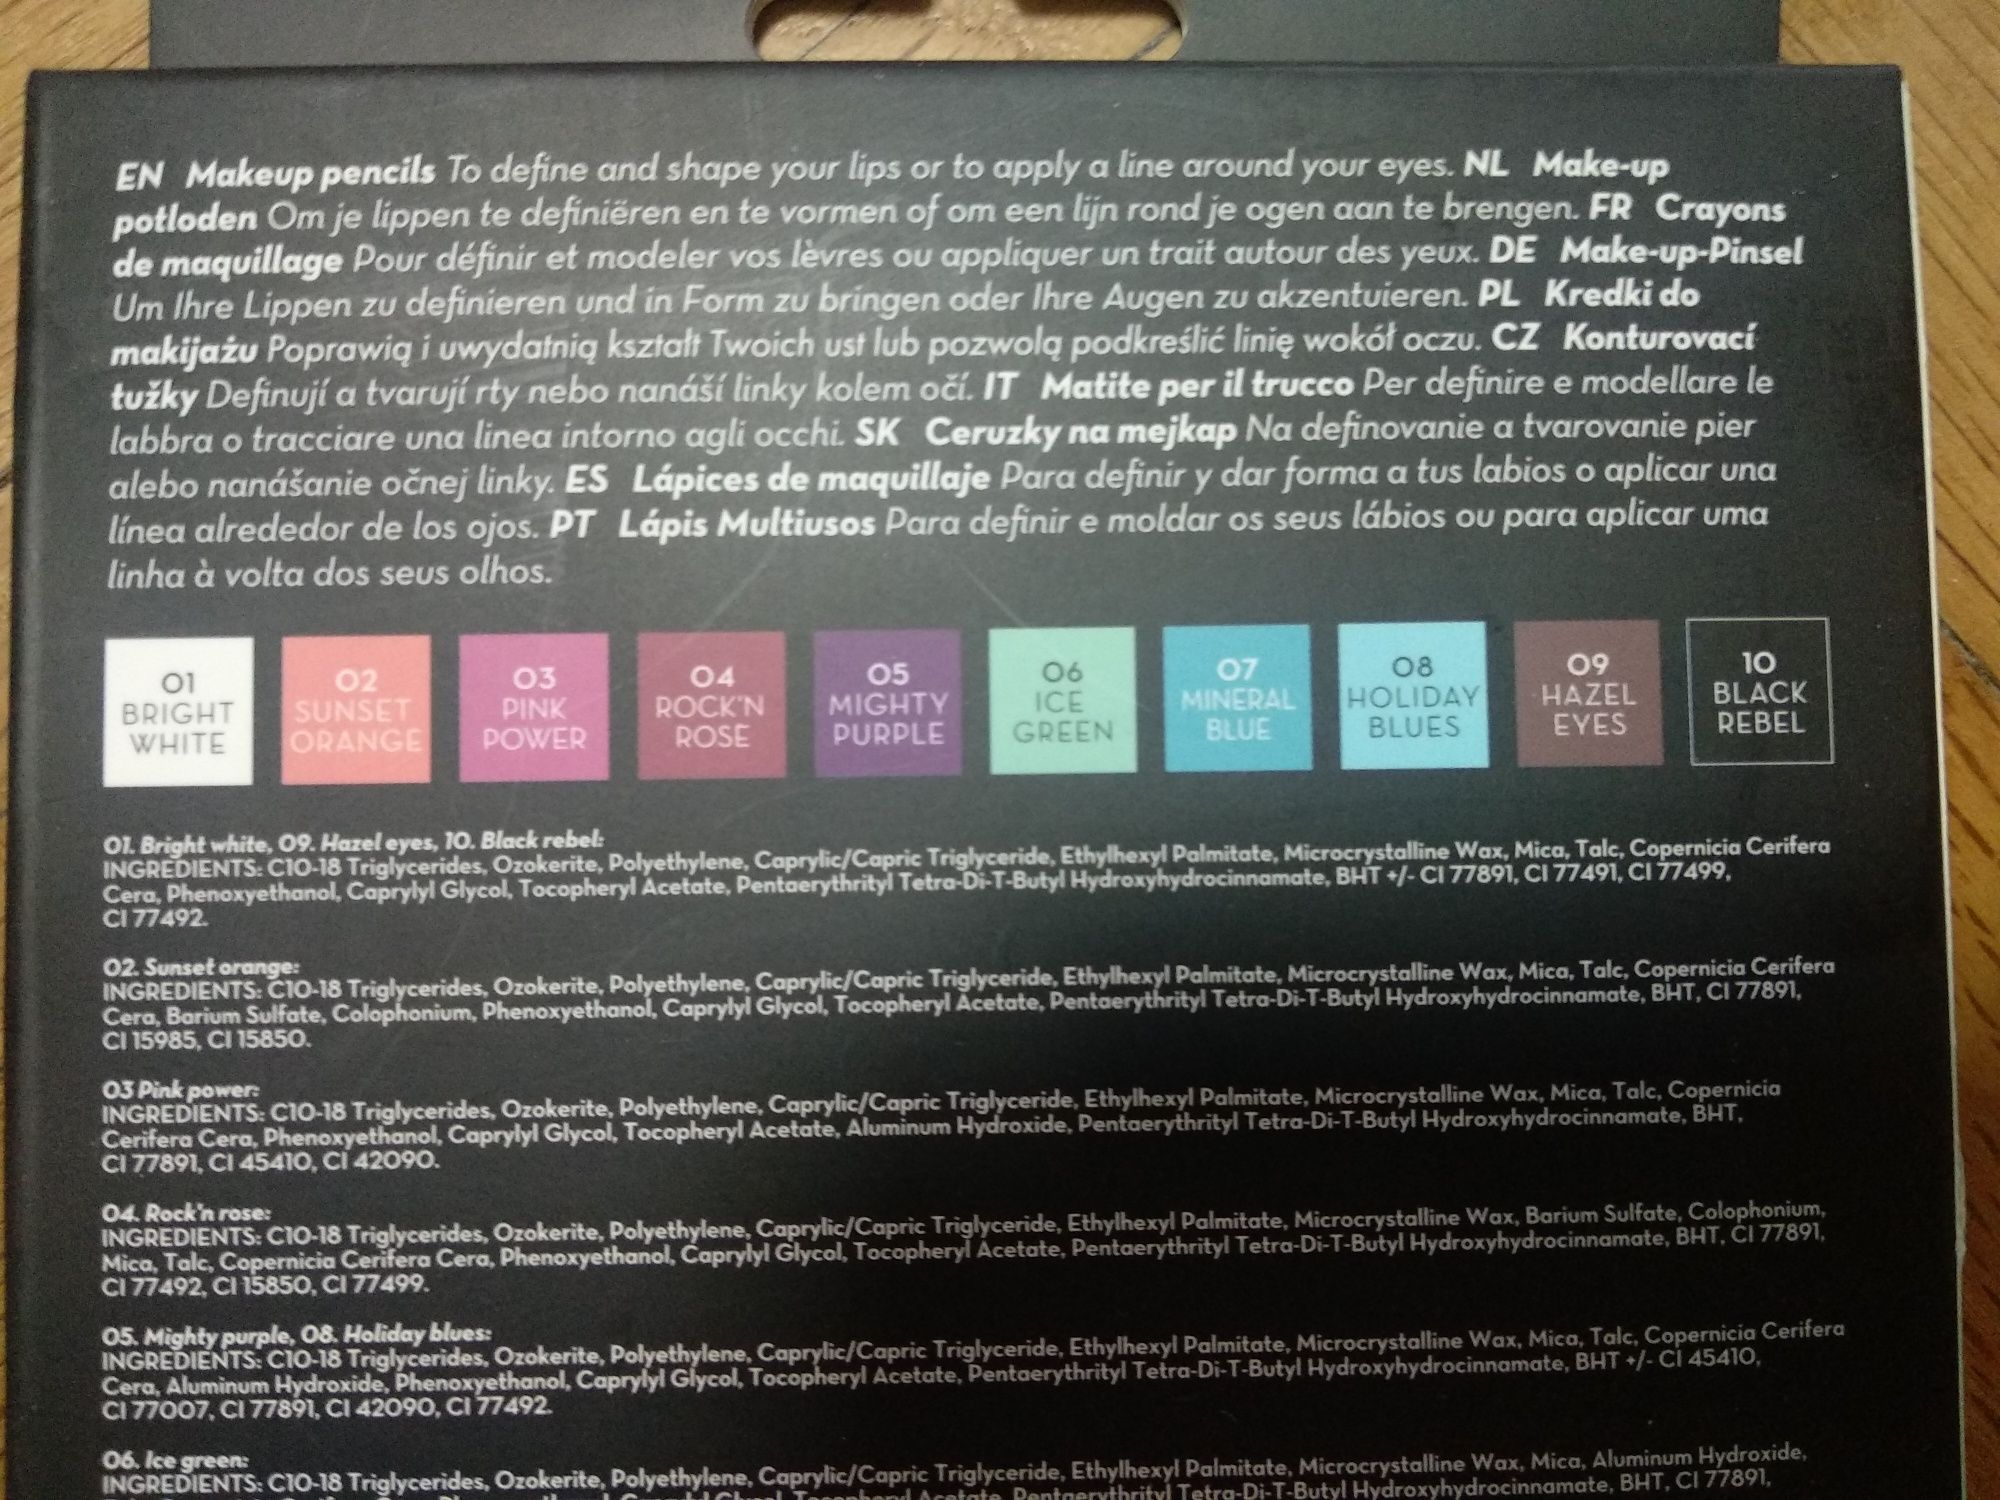 EN Makeup pencils To define and shape your lips or to apply a line around your eyes. NL Make-up
potloden Om je lippen te definiëren en te vormen of om een lijn rond je ogen aan te brengen. FR Crayons
de maquillage Pour définir et modeler vos lèvres ou appliquer un trait autour des yeux. DE Make-up-Pinsel
Um Ihre Lippen zu definieren und in Form zu bringen oder Ihre Augen zu akzentuieren. PL Kredki do
makijażu Poprawią i uwydatnią kształt Twoich ust lub pozwolą podkreślić linię wokół oczu. CZ Konturovací
tužky Definují a tvarují rty nebo nanáší linky kolem očí. IT Matite per il trucco Per definire e modellare le
labbra o tracciare una linea intorno agli occhi. SK Ceruzky na mejkap Na definovanie a tvarovanie pier
alebo nanášanie očnej linky. ES Lápices de maquillaje Para definir y dar forma a tus labios o aplicar una
línea alrededor de los ojos. PT Lápis Multiusos Para definir e moldar os seus lábios ou para aplicar uma
linha à volta dos seus olhos.
01
BRIGHT
WHITE
02
SUNSET
ORANGE
03
PINK
POWER
04
ROCK'N
ROSE
05
MIGHTY
PURPLE
06
ICE
GREEN
07
MINERAL
BLUE
08
HOLIDAY
BLUES
09
HAZEL
EYES
10
BLACK
REBEL
01. Bright white, 09. Hazel eyes, 10. Black rebel:
INGREDIENTS: C10-18 Triglycerides, Ozokerite, Polyethylene, Caprylic/Capric Triglyceride, Ethylhexyl Palmitate, Microcrystalline Wax, Mica, Talc, Copernicia Cerifera
Cera, Phenoxyethanol, Caprylyl Glycol, Tocopheryl Acetate, Pentaerythrityl Tetra-Di-T-Butyl Hydroxyhydrocinnamate, BHT +/- CI 77891, CI 77491, CI 77499,
CI 77492.
02. Sunset orange:
INGREDIENTS: C10-18 Triglycerides, Ozokerite, Polyethylene, Caprylic/Capric Triglyceride, Ethylhexyl Palmitate, Microcrystalline Wax, Mica, Talc, Copernicia Cerifera
Cera, Barium Sulfate, Colophonium, Phenoxyethanol, Caprylyl Glycol, Tocopheryl Acetate, Pentaerythrityl Tetra-Di-T-Butyl Hydroxyhydrocinnamate, BHT, CI 77891,
CI 15985, CI 15850.
03 Pink power:
INGREDIENTS: C10-18 Triglycerides, Ozokerite, Polyethylene, Caprylic/Capric Triglyceride, Ethylhexyl Palmitate, Microcrystalline Wax, Mica, Talc, Copernicia
Cerifera Cera, Phenoxyethanol, Caprylyl Glycol, Tocopheryl Acetate, Aluminum Hydroxide, Pentaerythrityl Tetra-Di-T-Butyl Hydroxyhydrocinnamate, BHT,
CI 77891, CI 45410, CI 42090.
04. Rock'n rose:
INGREDIENTS: C10-18 Triglycerides, Ozokerite, Polyethylene, Caprylic/Capric Triglyceride, Ethylhexyl Palmitate, Microcrystalline Wax, Barium Sulfate, Colophonium,
Mica, Talc, Copernicia Cerifera Cera, Phenoxyethanol, Caprylyl Glycol, Tocopheryl Acetate, Pentaerythrityl Tetra-Di-T-Butyl Hydroxyhydrocinnamate, BHT, CI 77891,
CI 77492, CI 15850, CI 77499.
05. Mighty purple, 08. Holiday blues:
INGREDIENTS: C10-18 Triglycerides, Ozokerite, Polyethylene, Caprylic/Capric Triglyceride, Ethylhexyl Palmitate, Microcrystalline Wax, Mica, Talc, Copernicia Cerifera
Cera, Aluminum Hydroxide, Phenoxyethanol, Caprylyl Glycol, Tocopheryl Acetate, Pentaerythrityl Tetra-Di-T-Butyl Hydroxyhydrocinnamate, BHT +/- CI 45410,
CI 77007, CI 77891, CI 42090, CI 77492.
06. Ice green:
INGREDIENTS: C10-18 Triglycerides, Ozokerite, Polyethylene, Caprylic/Capric Triglyceride, Ethylhexyl Palmitate, Microcrystalline Wax, Mica, Aluminum Hydroxide,
Tocopheryl Acetate, Pentaerythrityl Tetra-Di-T-Butyl Hydroxyhydrocinnamate, BHT, CI 77891,